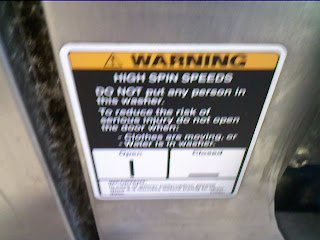 WARNING
HIGH SPIN SPEEDS
DO NOT put any person in
this washer.
To reduce the risk of
serious injury do not open
the door when:
- Clothes are moving, or
- Water is in washer.
Open Closed